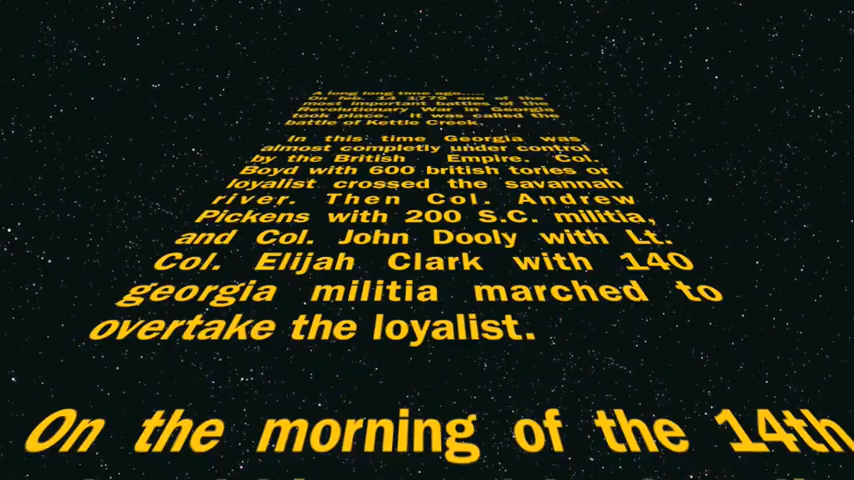 A long long time ago.....
On feb. 14 1779 one of the
most important battles of the
Revolutionary War in Georgia
took place. It was called the
battle of Kettle Creek.
In this time Georgia was
almost completly under control
by the British Empire. Col.
Boyd with 600 british tories or
loyalist crossed the savannah
river. Then Col. Andrew
Pickens with 200 S.C. militia,
and Col. John Dooly with Lt.
Col. Elijah Clark with 140
georgia militia marched to
overtake the loyalist.
On the morning of the 14th